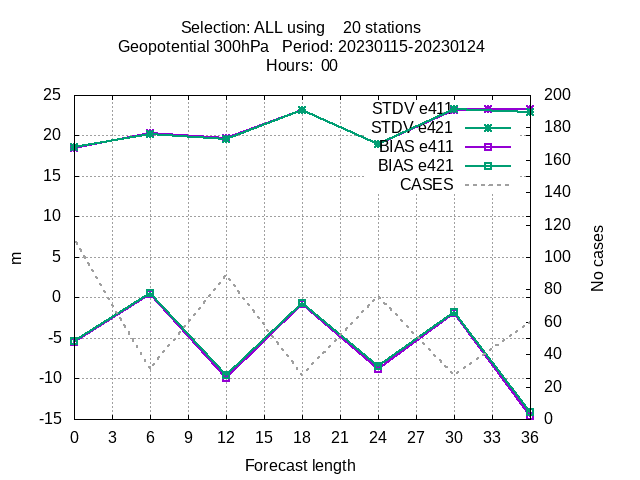 Selection: ALL using    20 stations
Geopotential 300hPa   Period: 20230115-20230124
Hours:  00
25
20
15
10
5
0
-5
-10
-15
m
STDV e411
STDV e421
BIAS e411
BIAS e421
CASES
200
180
160
140
120
100
80
60
40
20
0
No cases
0 3 6 9 12 15 18 21 24 27 30 33 36
Forecast length